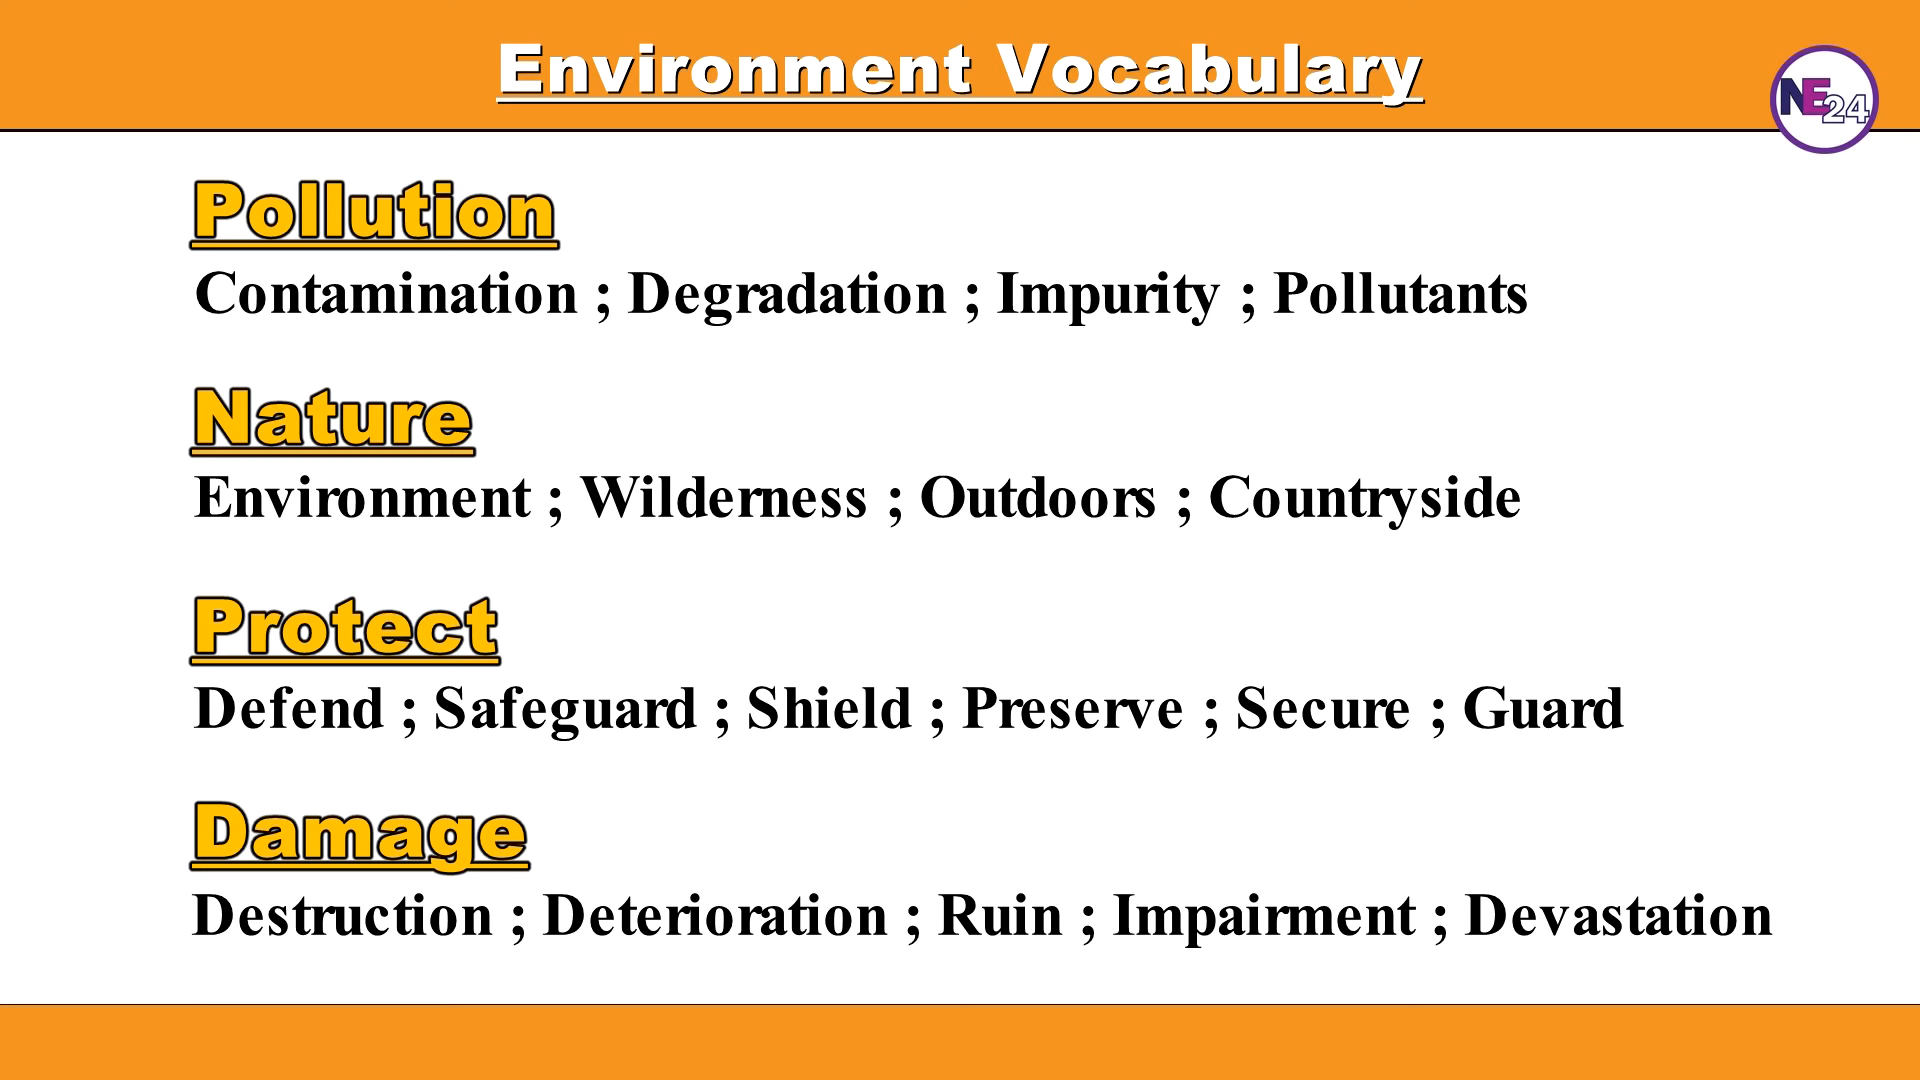 Environment Vocabulary
NE24
Pollution
Contamination ; Degradation ; Impurity ; Pollutants
Nature
Environment ; Wilderness ; Outdoors ; Countryside
Protect
Defend ; Safeguard ; Shield ; Preserve ; Secure ; Guard
Damage
Destruction ; Deterioration ; Ruin ; Impairment ; Devastation